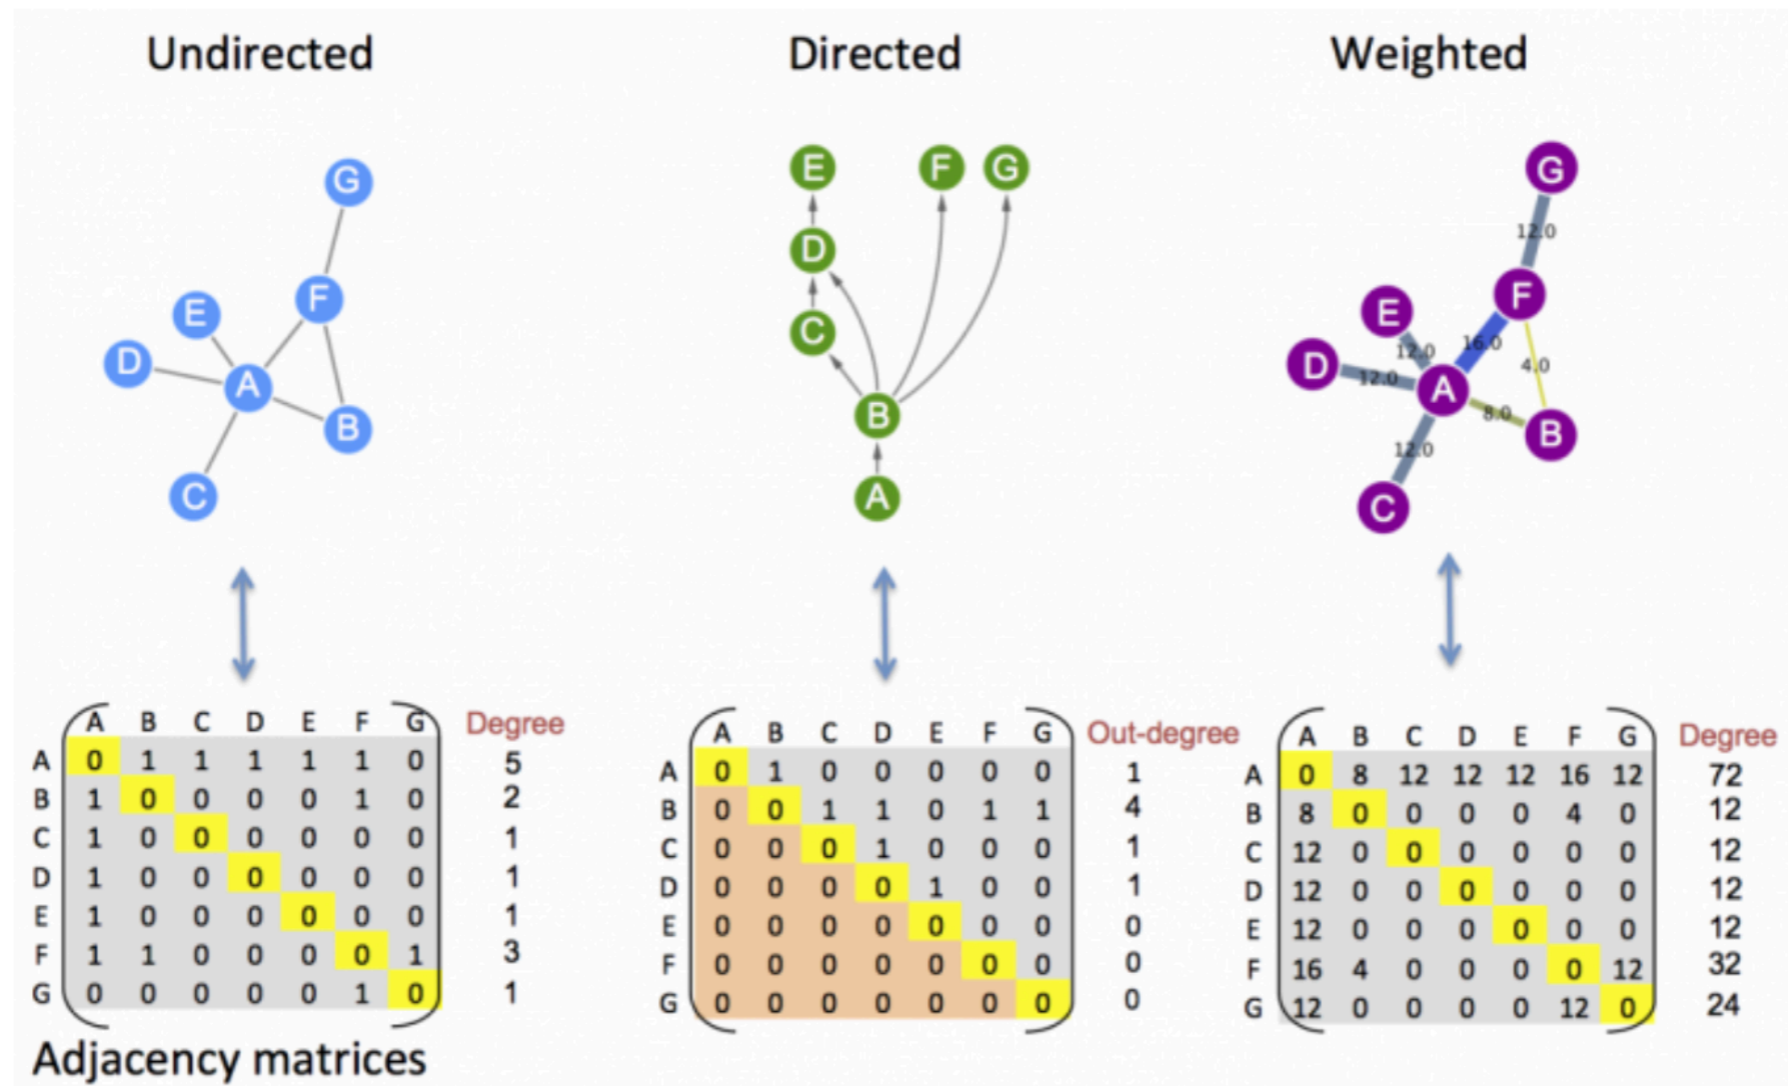 Undirected
Directed
Weighted
G
F
E
D
A
B
C
E
F
G
D
C
B
A
G
12.0
F
E
16.0
12.0
4.0
D
12.0
A
8.0
B
12.0
C
A B C D E F G Degree
A 0 1 1 1 1 1 0 5
B 1 0 0 0 0 1 0 2
C 1 0 0 0 0 0 0 1
D 1 0 0 0 0 0 0 1
E 1 0 0 0 0 0 0 1
F 1 1 0 0 0 0 1 3
G 0 0 0 0 0 1 0 1
A B C D E F G Out-degree
A 0 1 0 0 0 0 0 1
B 0 0 1 1 0 1 1 4
C 0 0 0 1 0 0 0 1
D 0 0 0 0 1 0 0 1
E 0 0 0 0 0 0 0 0
F 0 0 0 0 0 0 0 0
G 0 0 0 0 0 0 0 0
A B C D E F G Degree
A 0 8 12 12 12 16 12 72
B 8 0 0 0 0 4 0 12
C 12 0 0 0 0 0 0 12
D 12 0 0 0 0 0 0 12
E 12 0 0 0 0 0 0 12
F 16 4 0 0 0 0 12 32
G 12 0 0 0 0 12 0 24
Adjacency matrices